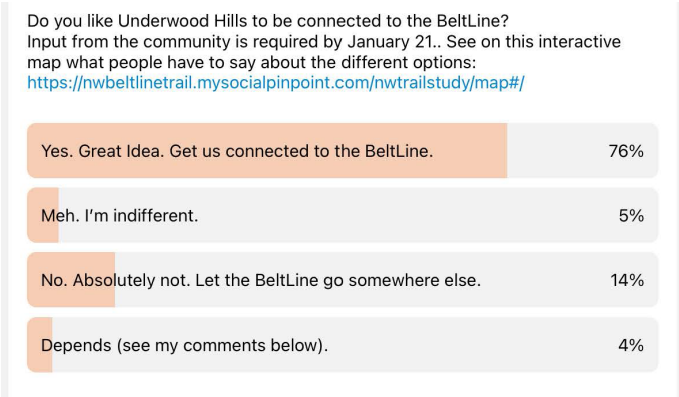 Do you like Underwood Hills to be connected to the BeltLine?
Input from the community is required by January 21.. See on this interactive
map what people have to say about the different options:
https://nwbeltlinetrail.mysocialpinpoint.com/nwtrailstudy/map#/
Yes. Great Idea. Get us connected to the BeltLine. 76%
Meh. I’m indifferent. 5%
No. Absolutely not. Let the BeltLine go somewhere else. 14%
Depends (see my comments below). 4%